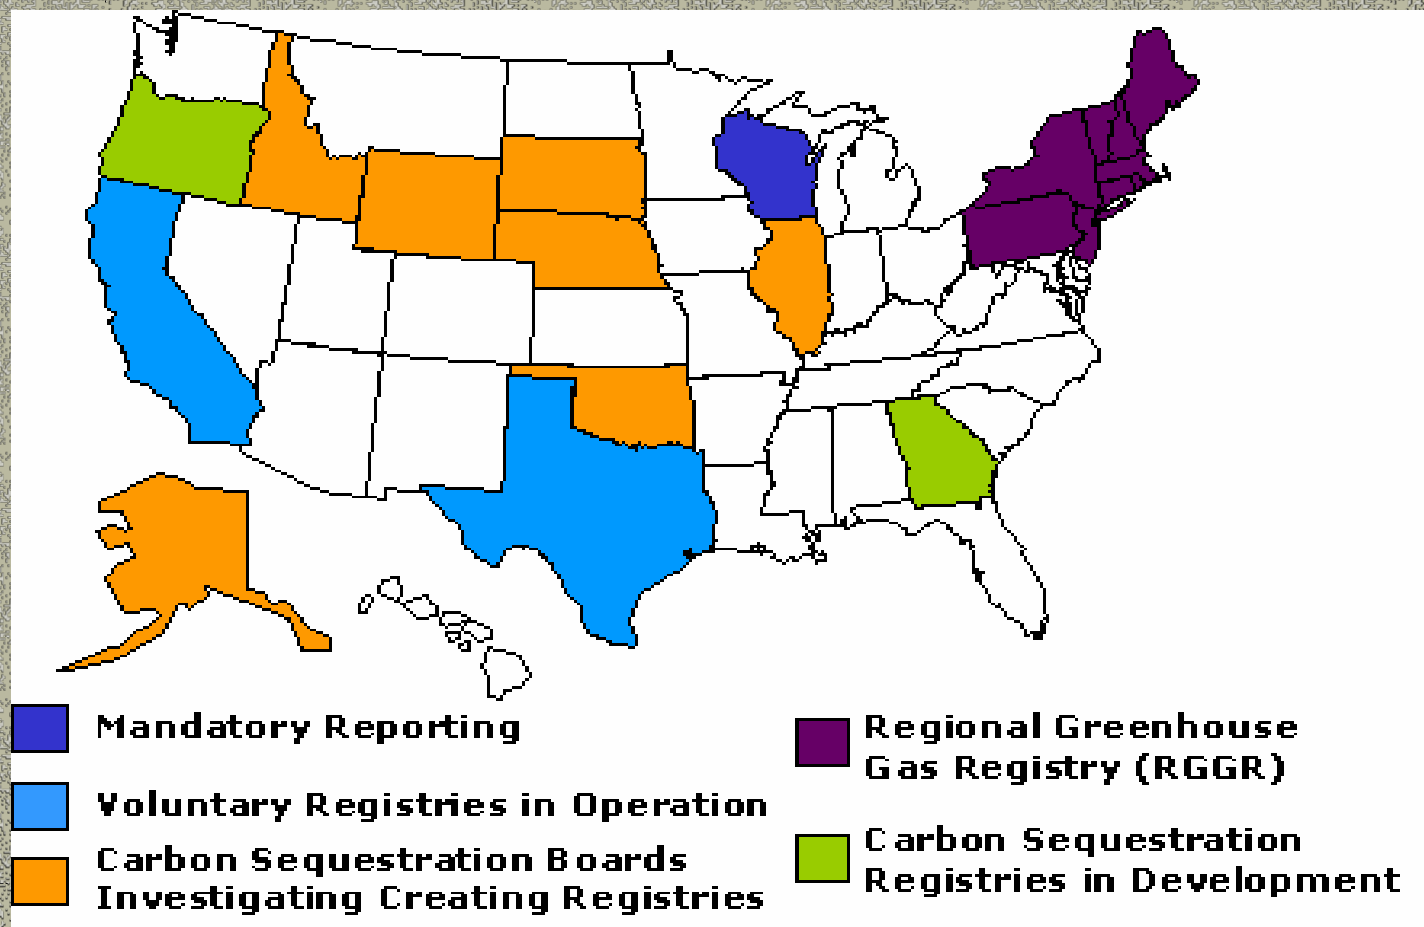 Mandatory Reporting
Voluntary Registries in Operation
Carbon Sequestration Boards
Investigating Creating Registries
Regional Greenhouse
Gas Registry (RGGR)
Carbon Sequestration
Registries in Development